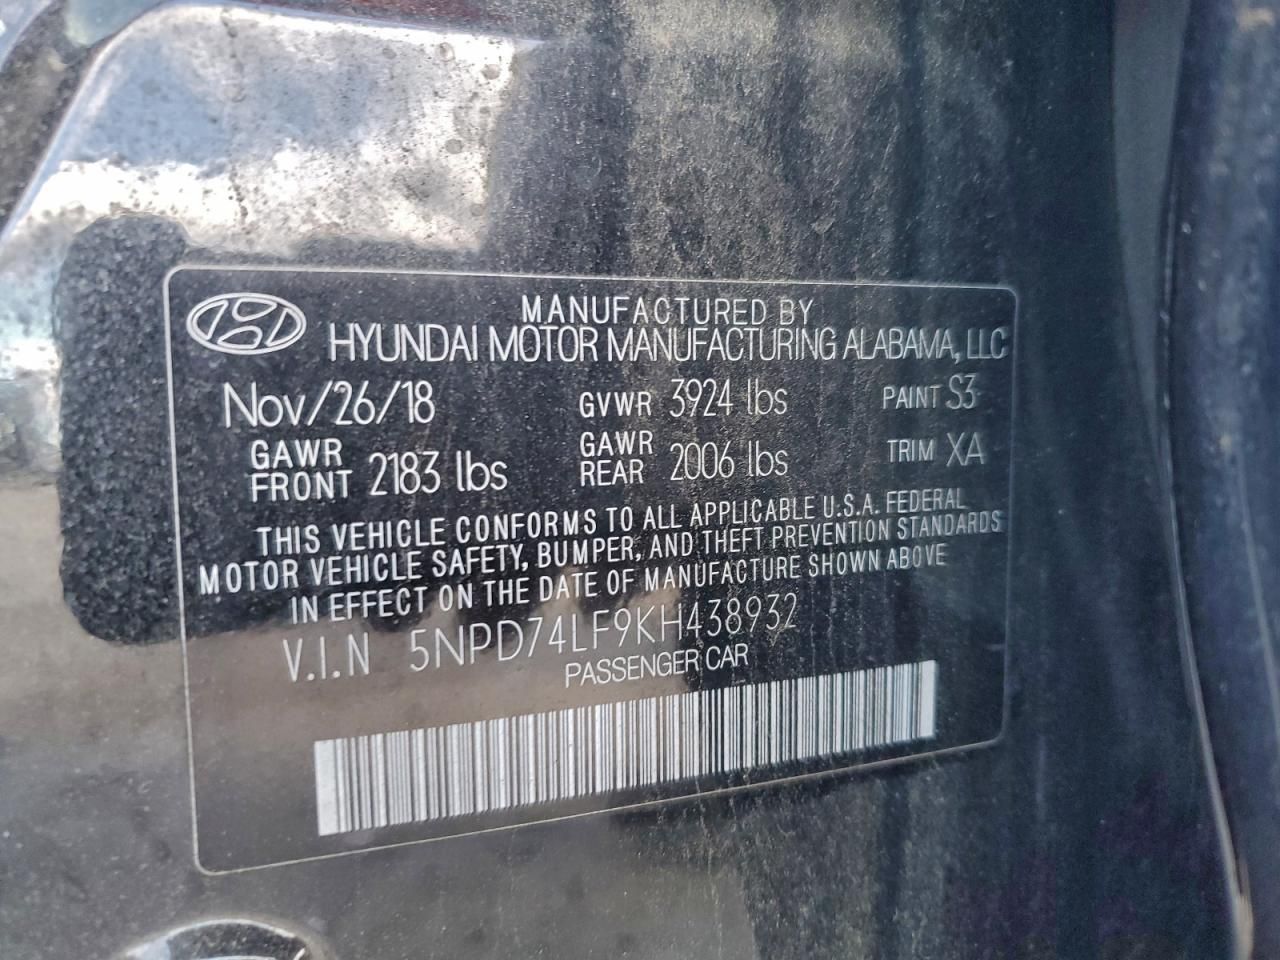 MANUFACTURED BY
HYUNDAI MOTOR MANUFACTURING ALABAMA, LLC
Nov/26/18 GVWR 3924 lbs PAINT S3
GAWR FRONT 2183 lbs GAWR REAR 2006 lbs TRIM XA
THIS VEHICLE CONFORMS TO ALL APPLICABLE U.S.A. FEDERAL
MOTOR VEHICLE SAFETY, BUMPER, AND THEFT PREVENTION STANDARDS
IN EFFECT ON THE DATE OF MANUFACTURE SHOWN ABOVE
V.I.N 5NPD74LF9KH438932
PASSENGER CAR